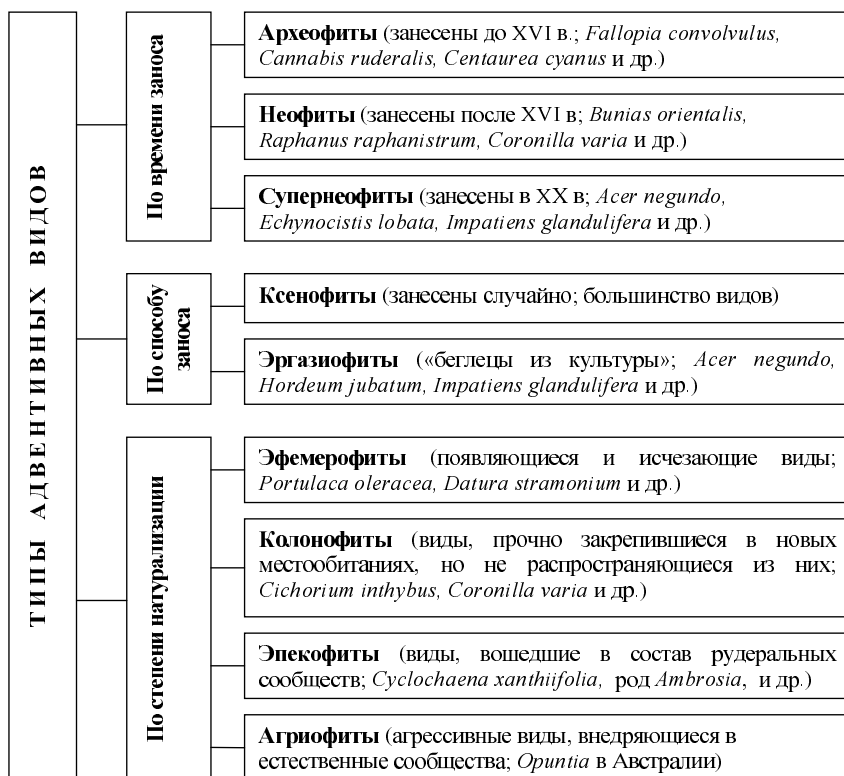 ТИПЫ АДВЕНТИВНЫХ ВИДОВ
По времени заноса
Археофиты (занесены до XVI в.; Fallopia convolvulus,
Cannabis ruderalis, Centaurea cyanus и др.)
Неофиты (занесены после XVI в; Bunias orientalis,
Raphanus raphanistrum, Coronilla varia и др.)
Супернеофиты (занесены в XX в; Acer negundo,
Echynocistis lobata, Impatiens glandulifera и др.)
По способу
заноса
Ксенофиты (занесены случайно; большинство видов)
Эргазиофиты («беглецы из культуры»; Acer negundo,
Hordeum jubatum, Impatiens glandulifera и др.)
По степени натурализации
Эфемерофиты (появляющиеся и исчезающие виды;
Portulaca oleracea, Datura stramonium и др.)
Колонофиты (виды, прочно закрепившиеся в новых
местообитаниях, но не распространяющиеся из них;
Cichorium inthybus, Coronilla varia и др.)
Эпекофиты (виды, вошедшие в состав рудеральных
сообществ; Cyclochaena xanthiifolia, род Ambrosia, и др.)
Агриофиты (агрессивные виды, внедряющиеся в
естественные сообщества; Opuntia в Австралии)